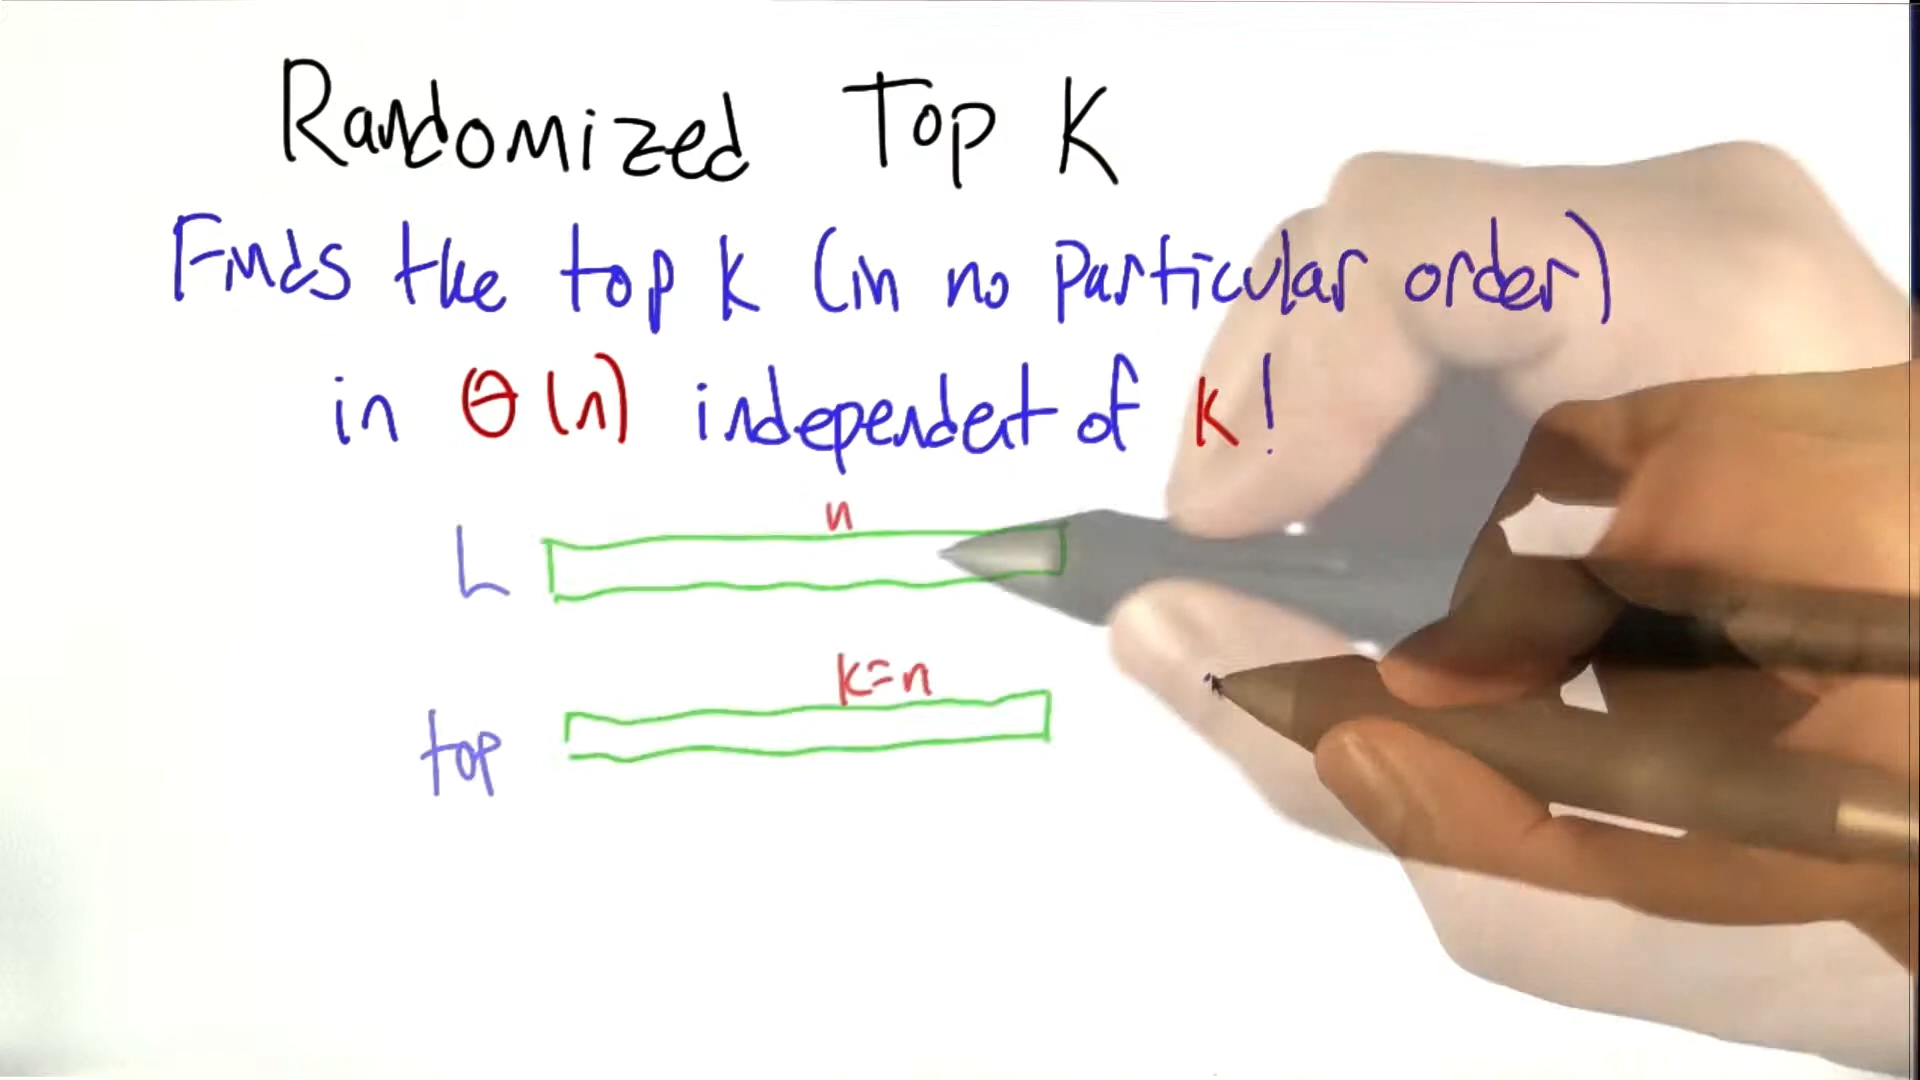 Randomized Top K
Finds the top k (in no particular order)
in Θ(n) independent of k!
n
L
k=n
top